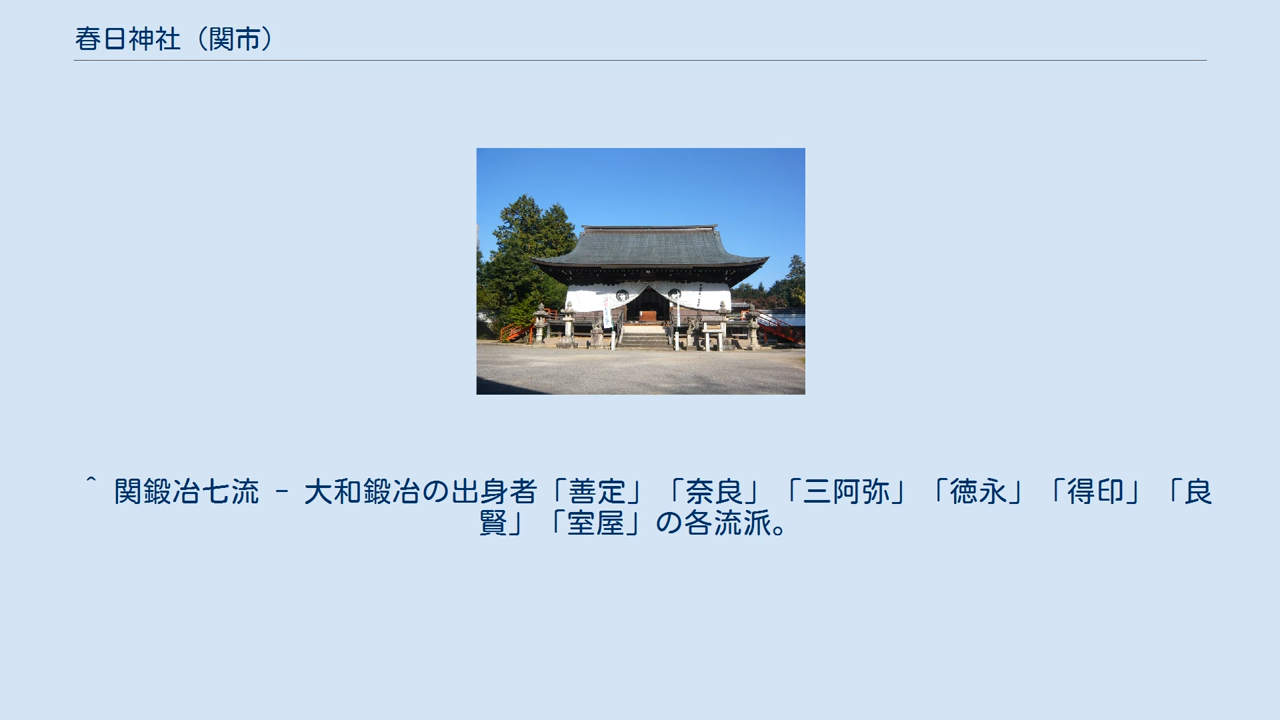 春日神社（関市）
^ 関鍛冶七流 - 大和鍛冶の出身者「善定」「奈良」「三阿弥」「徳永」「得印」「良
賢」「室屋」の各流派。